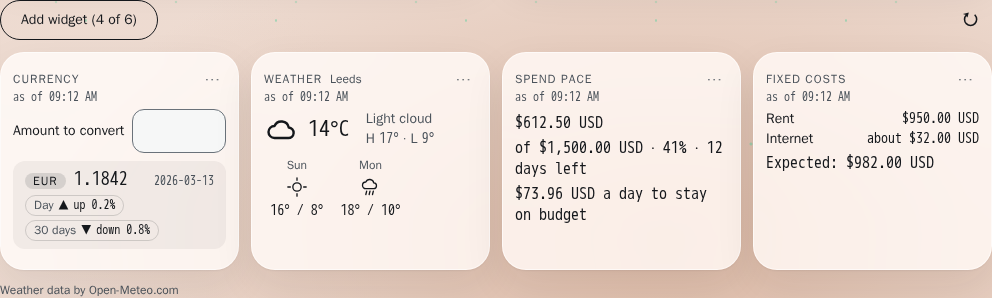 Add widget (4 of 6)
CURRENCY ···
as of 09:12 AM
Amount to convert
EUR 1.1842 2026-03-13
Day ▲ up 0.2%
30 days ▼ down 0.8%
WEATHER Leeds ···
as of 09:12 AM
14°C
Light cloud
H 17° · L 9°
Sun Mon
16° / 8° 18° / 10°
SPEND PACE ···
as of 09:12 AM
$612.50 USD
of $1,500.00 USD · 41% · 12
days left
$73.96 USD a day to stay
on budget
FIXED COSTS ···
as of 09:12 AM
Rent $950.00 USD
Internet about $32.00 USD
Expected: $982.00 USD
Weather data by Open-Meteo.com